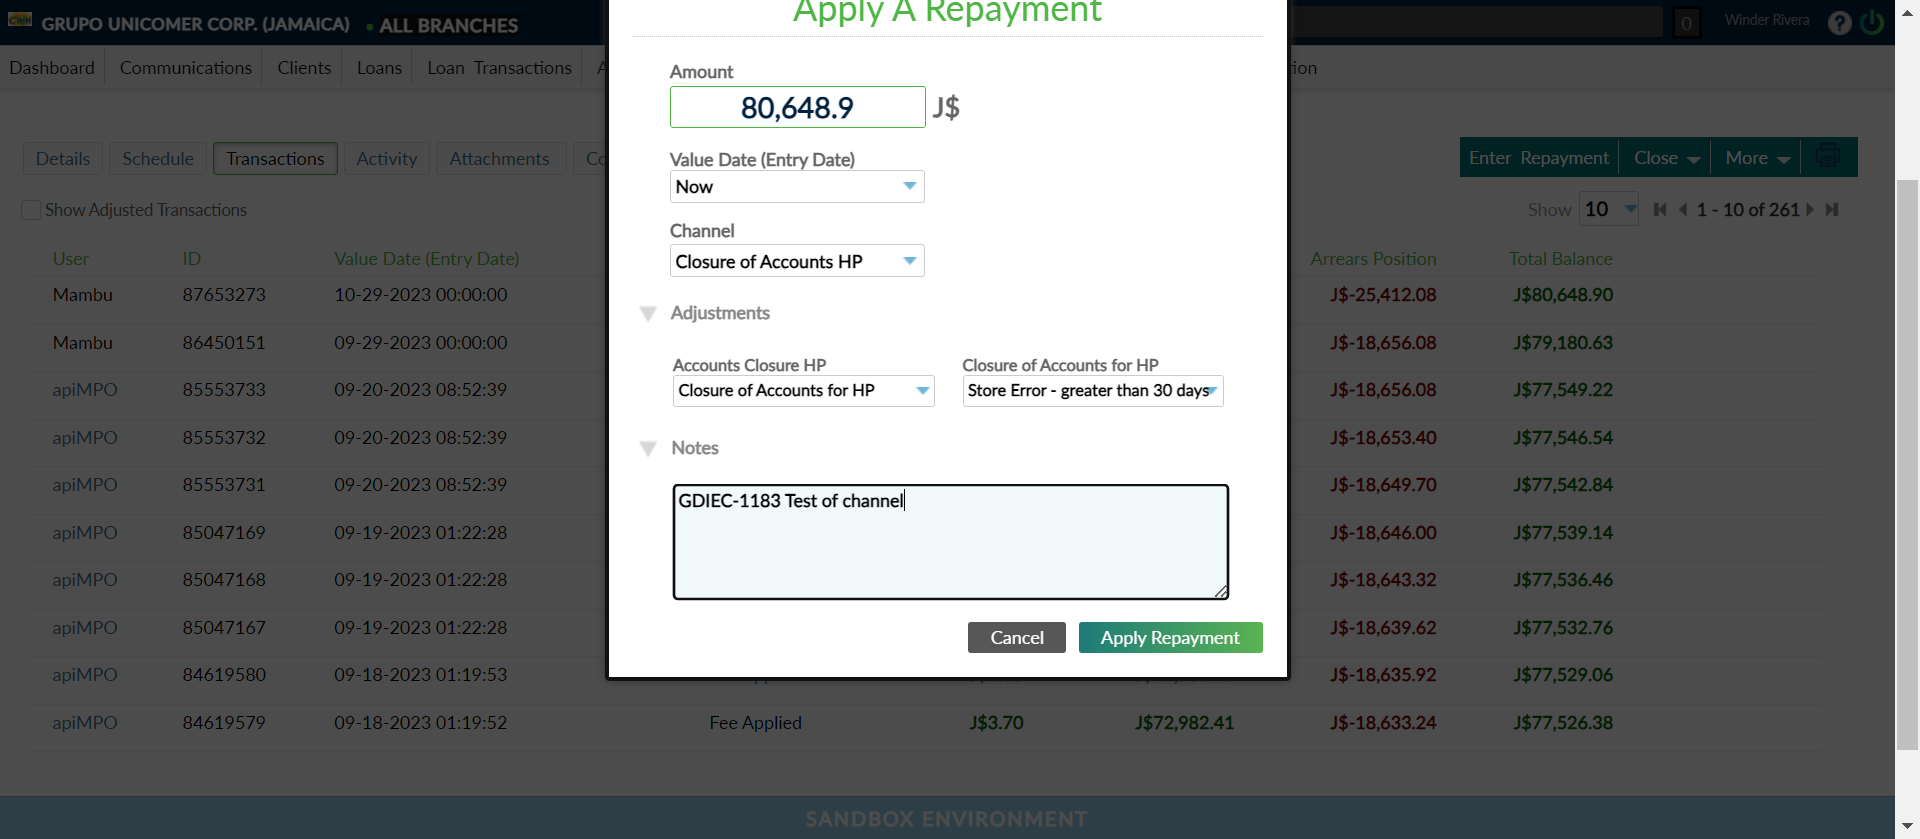 GRUPO UNICOMER CORP. (JAMAICA) • ALL BRANCHES
0 Winder Rivera ?
Dashboard Communications Clients Loans Loan Transactions
Apply A Repayment
Amount
80,648.9 J$
Value Date (Entry Date)
Now
Channel
Closure of Accounts HP
Adjustments
Accounts Closure HP Closure of Accounts for HP
Closure of Accounts for HP Store Error - greater than 30 days
Notes
GDIEC-1183 Test of channel
Cancel Apply Repayment
Details Schedule Transactions Activity Attachments
Enter Repayment Close More
Show Adjusted Transactions
Show 10 1 - 10 of 261
User ID Value Date (Entry Date) Arrears Position Total Balance
Mambu 87653273 10-29-2023 00:00:00 J$-25,412.08 J$80,648.90
Mambu 86450151 09-29-2023 00:00:00 J$-18,656.08 J$79,180.63
apiMPO 85553733 09-20-2023 08:52:39 J$-18,656.08 J$77,549.22
apiMPO 85553732 09-20-2023 08:52:39 J$-18,653.40 J$77,546.54
apiMPO 85553731 09-20-2023 08:52:39 J$-18,649.70 J$77,542.84
apiMPO 85047169 09-19-2023 01:22:28 J$-18,646.00 J$77,539.14
apiMPO 85047168 09-19-2023 01:22:28 J$-18,643.32 J$77,536.46
apiMPO 85047167 09-19-2023 01:22:28 J$-18,639.62 J$77,532.76
apiMPO 84619580 09-18-2023 01:19:53 J$-18,635.92 J$77,529.06
apiMPO 84619579 09-18-2023 01:19:52 Fee Applied J$3.70 J$72,982.41 J$-18,633.24 J$77,526.38
SANDBOX ENVIRONMENT